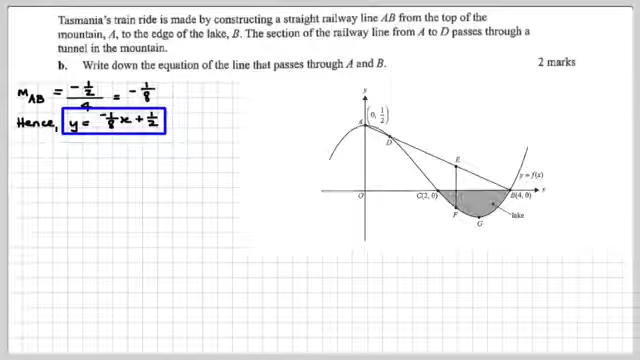 Tasmania's train ride is made by constructing a straight railway line AB from the top of the
mountain, A, to the edge of the lake, B. The section of the railway line from A to D passes through a
tunnel in the mountain.
b. Write down the equation of the line that passes through A and B. 2 marks
M_AB = (-1/2)/4 = -1/8
Hence, y = -1/8 x + 1/2
y
A (0, 1/2)
D
E
y = f(x)
O C(2, 0) B(4, 0) x
F
G lake